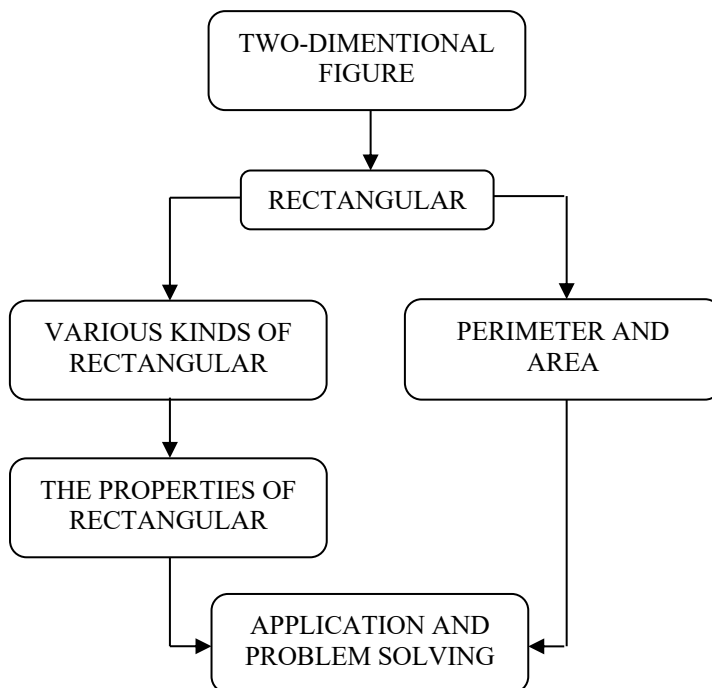 TWO-DIMENTIONAL
FIGURE
RECTANGULAR
VARIOUS KINDS OF
RECTANGULAR
PERIMETER AND
AREA
THE PROPERTIES OF
RECTANGULAR
APPLICATION AND
PROBLEM SOLVING